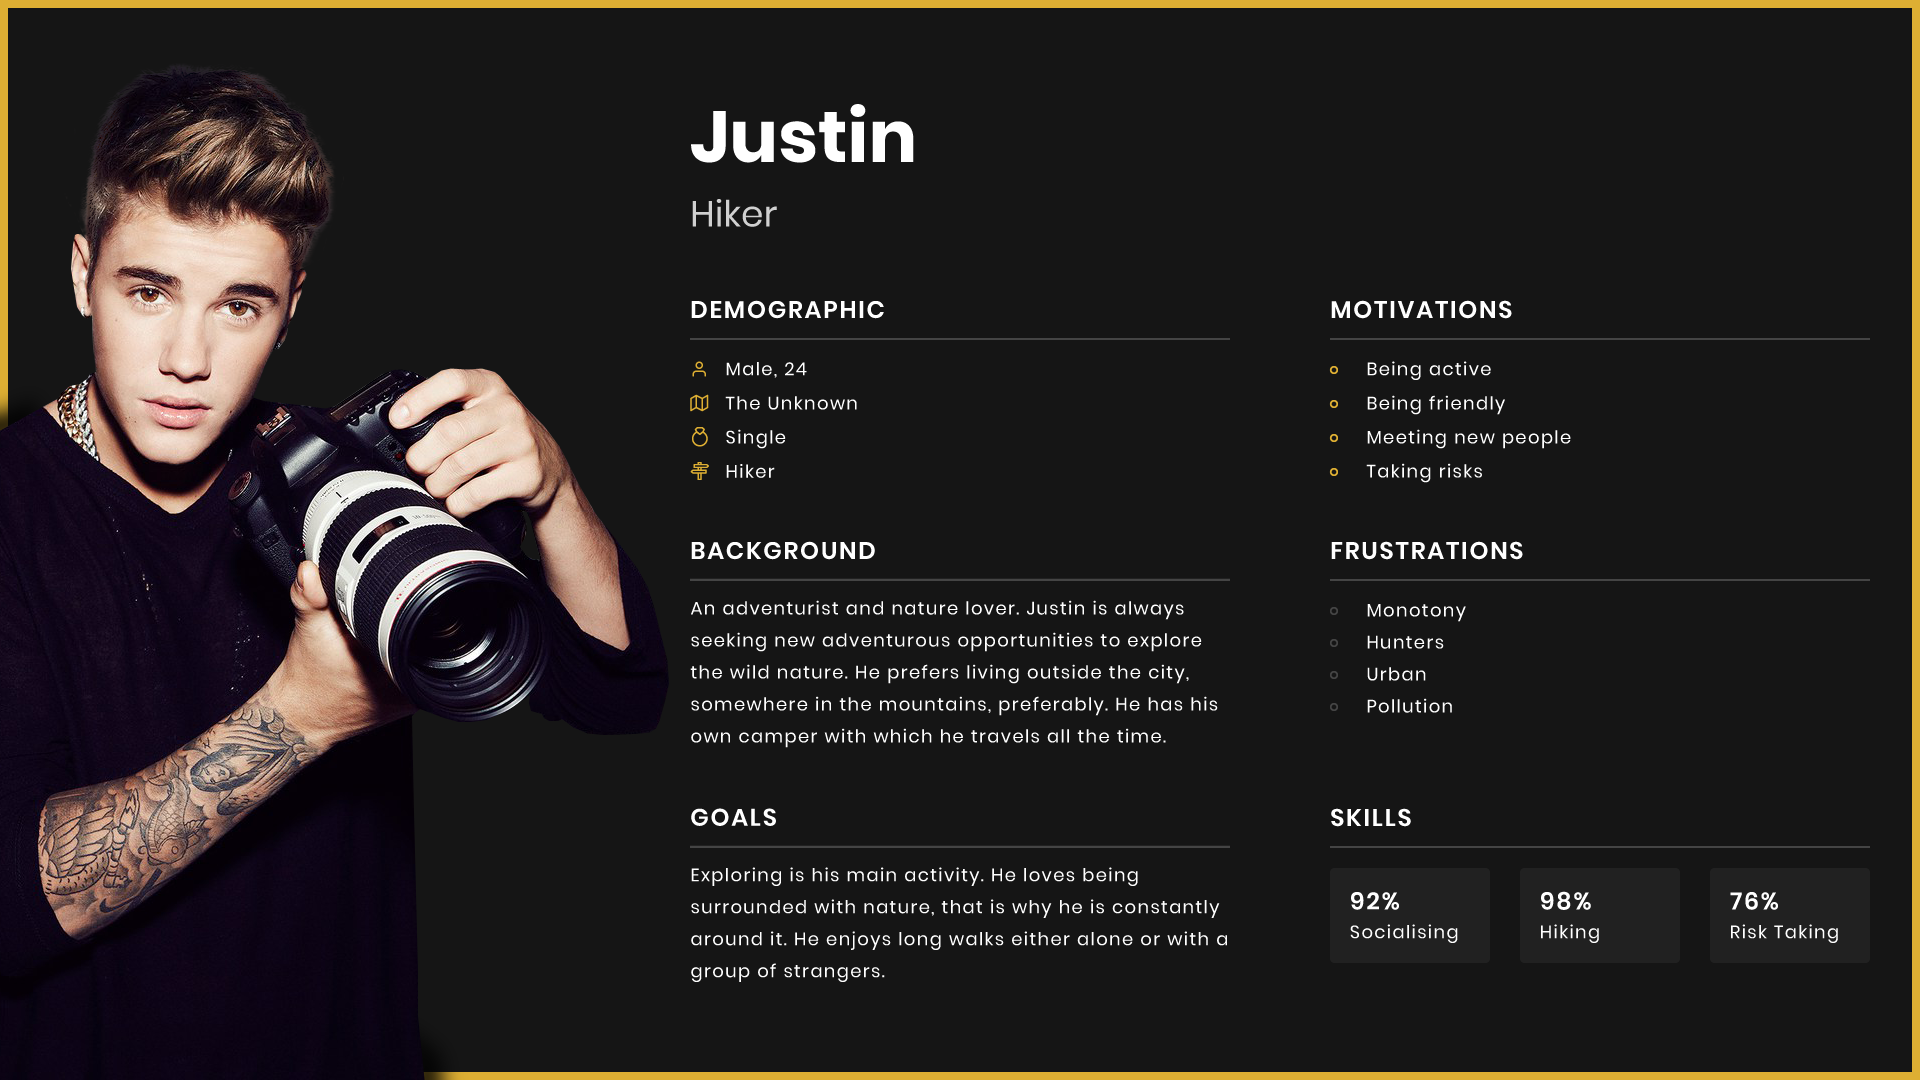 Justin
Hiker
DEMOGRAPHIC
Male, 24
The Unknown
Single
Hiker
BACKGROUND
An adventurist and nature lover. Justin is always
seeking new adventurous opportunities to explore
the wild nature. He prefers living outside the city,
somewhere in the mountains, preferably. He has his
own camper with which he travels all the time.
GOALS
Exploring is his main activity. He loves being
surrounded with nature, that is why he is constantly
around it. He enjoys long walks either alone or with a
group of strangers.
MOTIVATIONS
Being active
Being friendly
Meeting new people
Taking risks
FRUSTRATIONS
Monotony
Hunters
Urban
Pollution
SKILLS
92%
Socialising
98%
Hiking
76%
Risk Taking